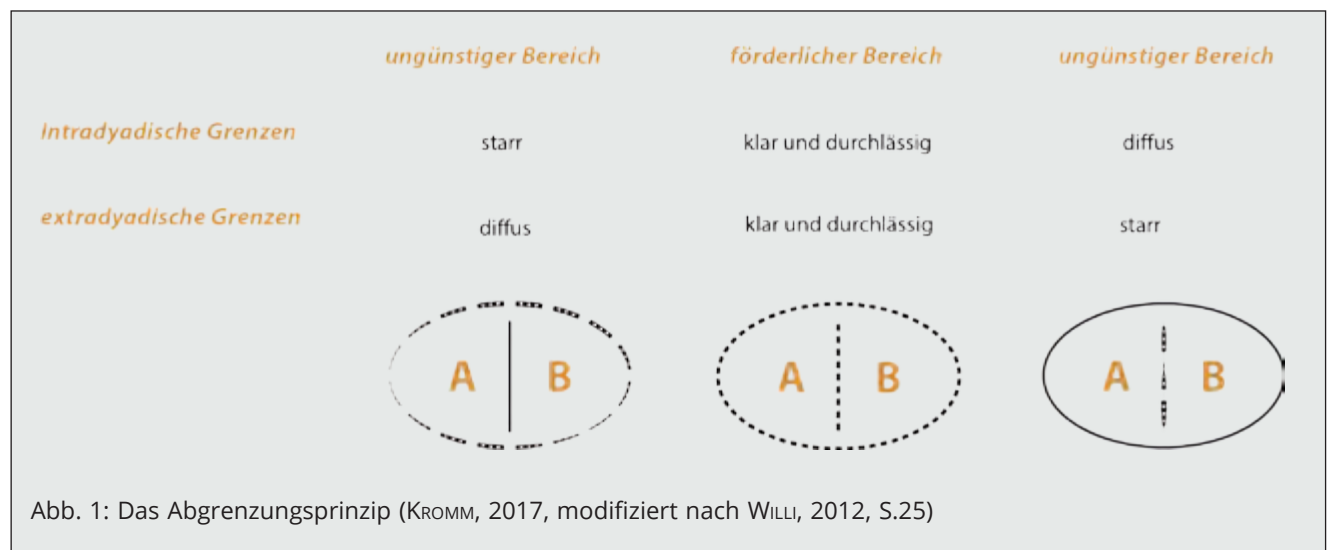 ungünstiger Bereich förderlicher Bereich ungünstiger Bereich
Intradyadische Grenzen starr klar und durchlässig diffus
extradyadische Grenzen diffus klar und durchlässig starr
A B A B A B
Abb. 1: Das Abgrenzungsprinzip (KROMM, 2017, modifiziert nach WILLI, 2012, S.25)